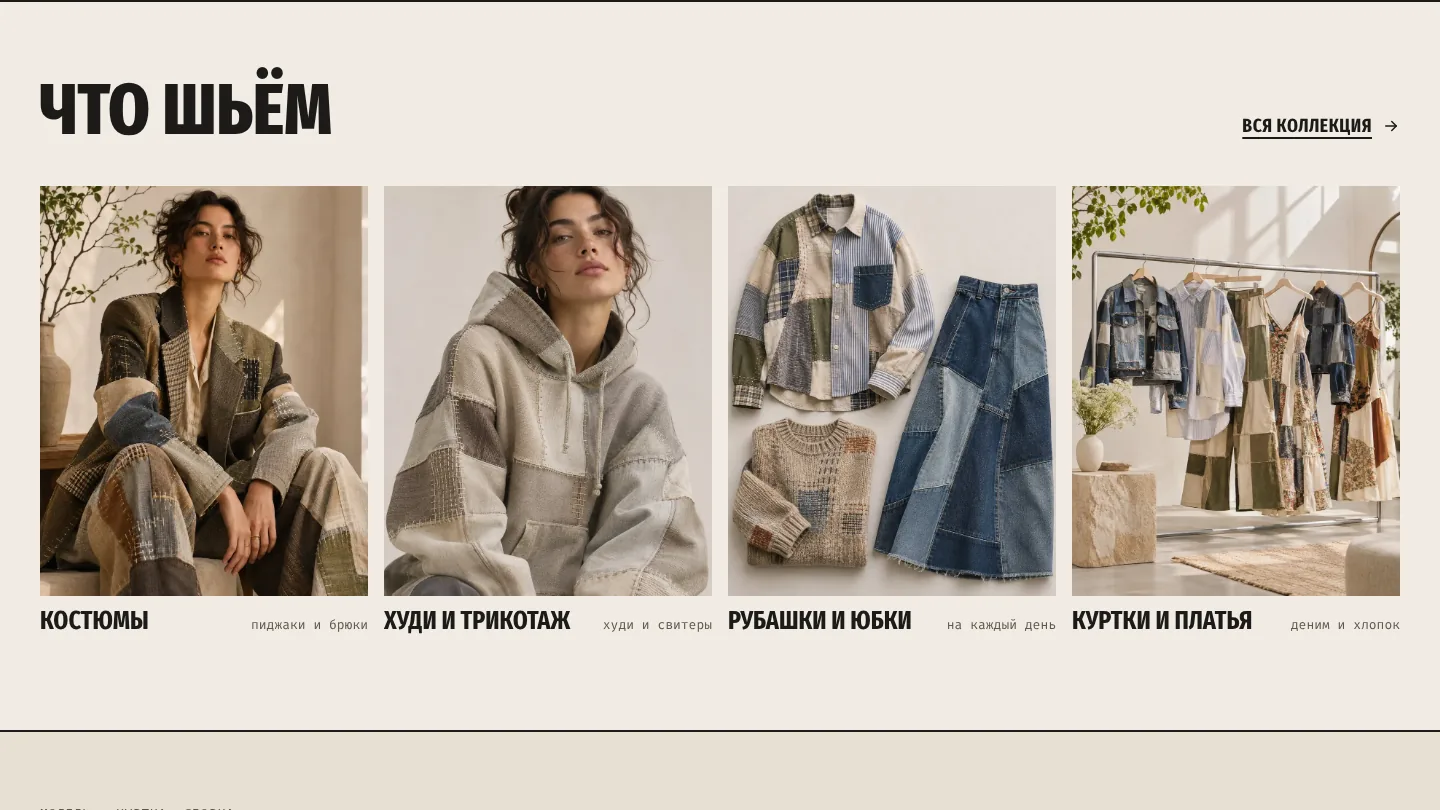 ЧТО ШЬЁМ
ВСЯ КОЛЛЕКЦИЯ →
КОСТЮМЫ
пиджаки и брюки
ХУДИ И ТРИКОТАЖ
худи и свитеры
РУБАШКИ И ЮБКИ
на каждый день
КУРТКИ И ПЛАТЬЯ
деним и хлопок